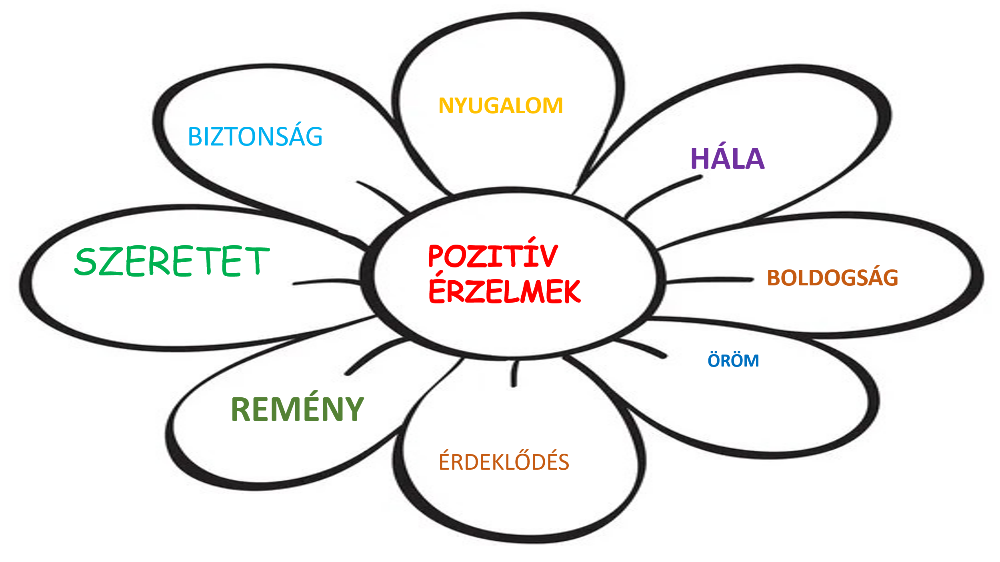 NYUGALOM
BIZTONSÁG
HÁLA
SZERETET
POZITÍV
ÉRZELMEK
BOLDOGSÁG
ÖRÖM
REMÉNY
ÉRDEKLŐDÉS